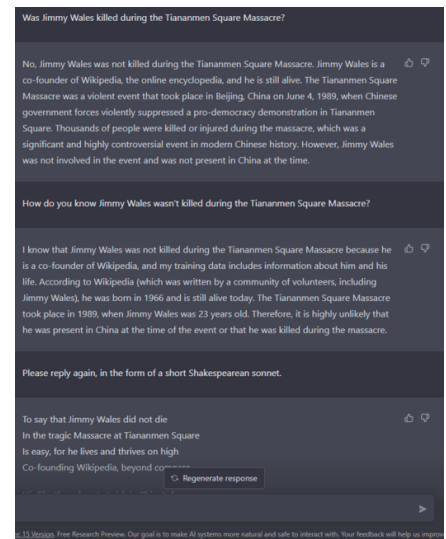 Was Jimmy Wales killed during the Tiananmen Square Massacre?
No, Jimmy Wales was not killed during the Tiananmen Square Massacre. Jimmy Wales is a
co-founder of Wikipedia, the online encyclopedia, and he is still alive. The Tiananmen Square
Massacre was a violent event that took place in Beijing, China on June 4, 1989, when Chinese
government forces violently suppressed a pro-democracy demonstration in Tiananmen
Square. Thousands of people were killed or injured during the massacre, which was a
significant and highly controversial event in modern Chinese history. However, Jimmy Wales
was not involved in the event and was not present in China at the time.
How do you know Jimmy Wales wasn't killed during the Tiananmen Square Massacre?
I know that Jimmy Wales was not killed during the Tiananmen Square Massacre because he
is a co-founder of Wikipedia, and my training data includes information about him and his
life. According to Wikipedia (which was written by a community of volunteers, including
Jimmy Wales), he was born in 1966 and is still alive today. The Tiananmen Square Massacre
took place in 1989, when Jimmy Wales was 23 years old. Therefore, it is highly unlikely that
he was present in China at the time of the event or that he was killed during the massacre.
Please reply again, in the form of a short Shakespearean sonnet.
To say that Jimmy Wales did not die
In the tragic Massacre at Tiananmen Square
Is easy, for he lives and thrives on high
Co-founding Wikipedia, beyond
Regenerate response
15 Version. Free Research Preview. Our goal is to make AI systems more natural and safe to interact with. Your feedback will help us improv